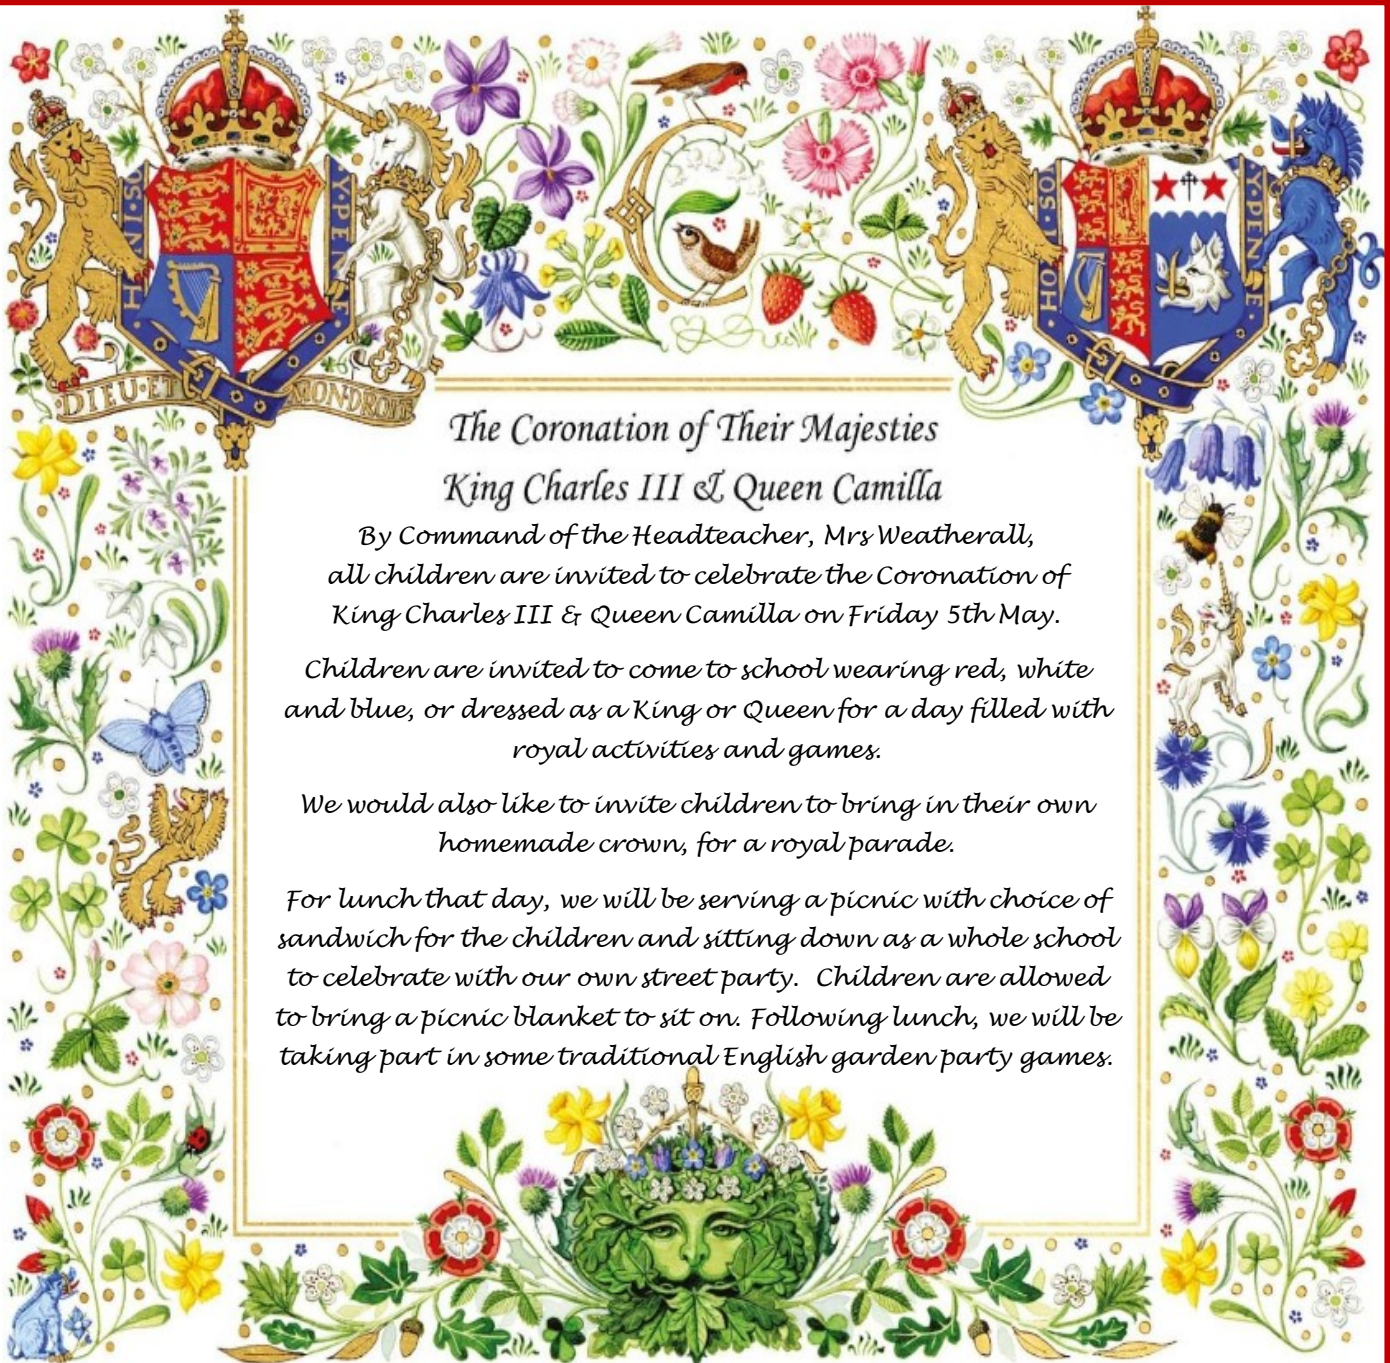 H·I·SO
Y·PENSE
DIEU·ET MON·DROIT
HO I·SOI
Y·PENSE
The Coronation of Their Majesties
King Charles III & Queen Camilla
By Command of the Headteacher, Mrs Weatherall,
all children are invited to celebrate the Coronation of
King Charles III & Queen Camilla on Friday 5th May.
Children are invited to come to school wearing red, white
and blue, or dressed as a King or Queen for a day filled with
royal activities and games.
We would also like to invite children to bring in their own
homemade crown, for a royal parade.
For lunch that day, we will be serving a picnic with choice of
sandwich for the children and sitting down as a whole school
to celebrate with our own street party. Children are allowed
to bring a picnic blanket to sit on. Following lunch, we will be
taking part in some traditional English garden party games.